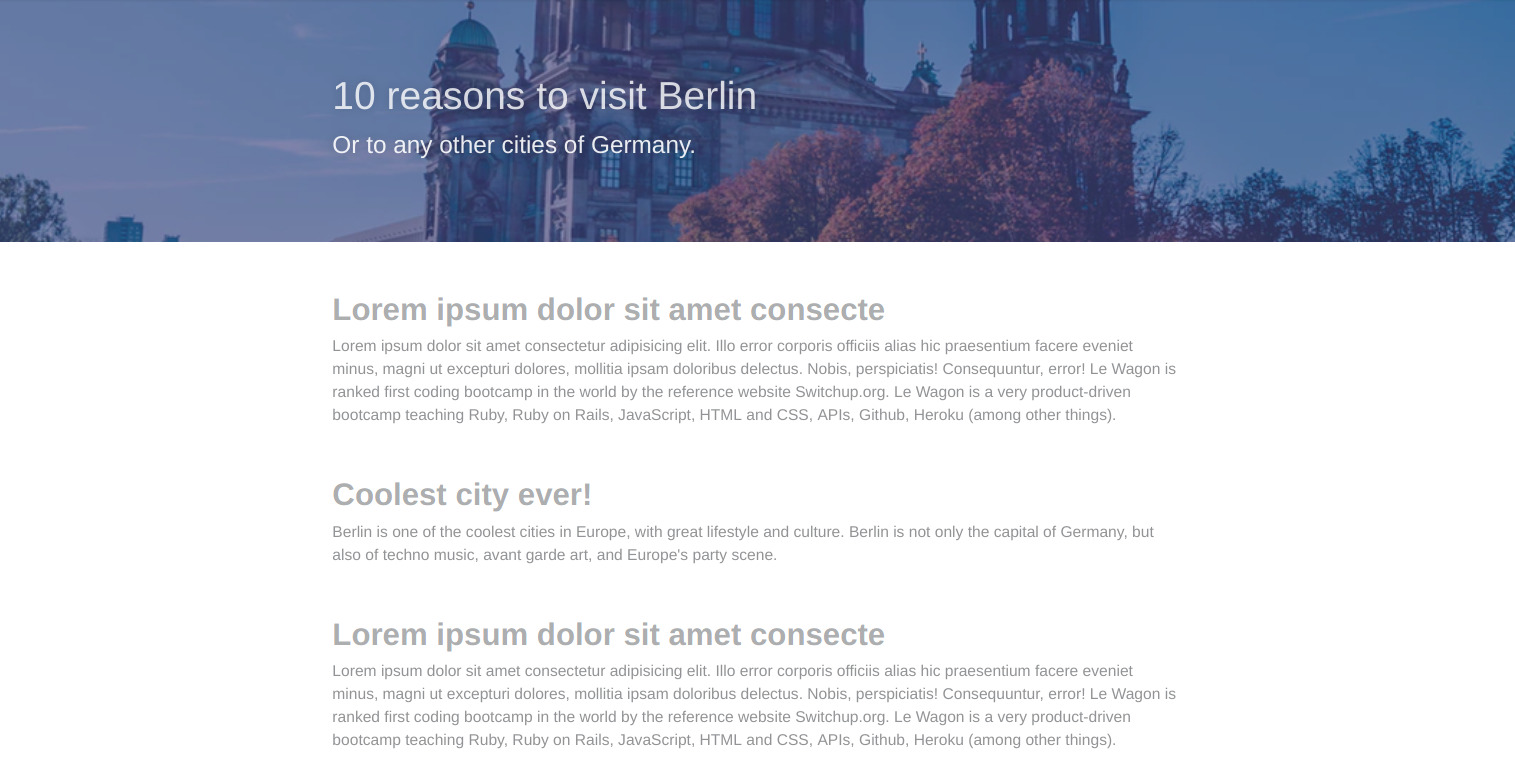 10 reasons to visit Berlin
Or to any other cities of Germany.
Lorem ipsum dolor sit amet consecte
Lorem ipsum dolor sit amet consectetur adipisicing elit. Illo error corporis officiis alias hic praesentium facere eveniet
minus, magni ut excepturi dolores, mollitia ipsam doloribus delectus. Nobis, perspiciatis! Consequuntur, error! Le Wagon is
ranked first coding bootcamp in the world by the reference website Switchup.org. Le Wagon is a very product-driven
bootcamp teaching Ruby, Ruby on Rails, JavaScript, HTML and CSS, APIs, Github, Heroku (among other things).
Coolest city ever!
Berlin is one of the coolest cities in Europe, with great lifestyle and culture. Berlin is not only the capital of Germany, but
also of techno music, avant garde art, and Europe's party scene.
Lorem ipsum dolor sit amet consecte
Lorem ipsum dolor sit amet consectetur adipisicing elit. Illo error corporis officiis alias hic praesentium facere eveniet
minus, magni ut excepturi dolores, mollitia ipsam doloribus delectus. Nobis, perspiciatis! Consequuntur, error! Le Wagon is
ranked first coding bootcamp in the world by the reference website Switchup.org. Le Wagon is a very product-driven
bootcamp teaching Ruby, Ruby on Rails, JavaScript, HTML and CSS, APIs, Github, Heroku (among other things).